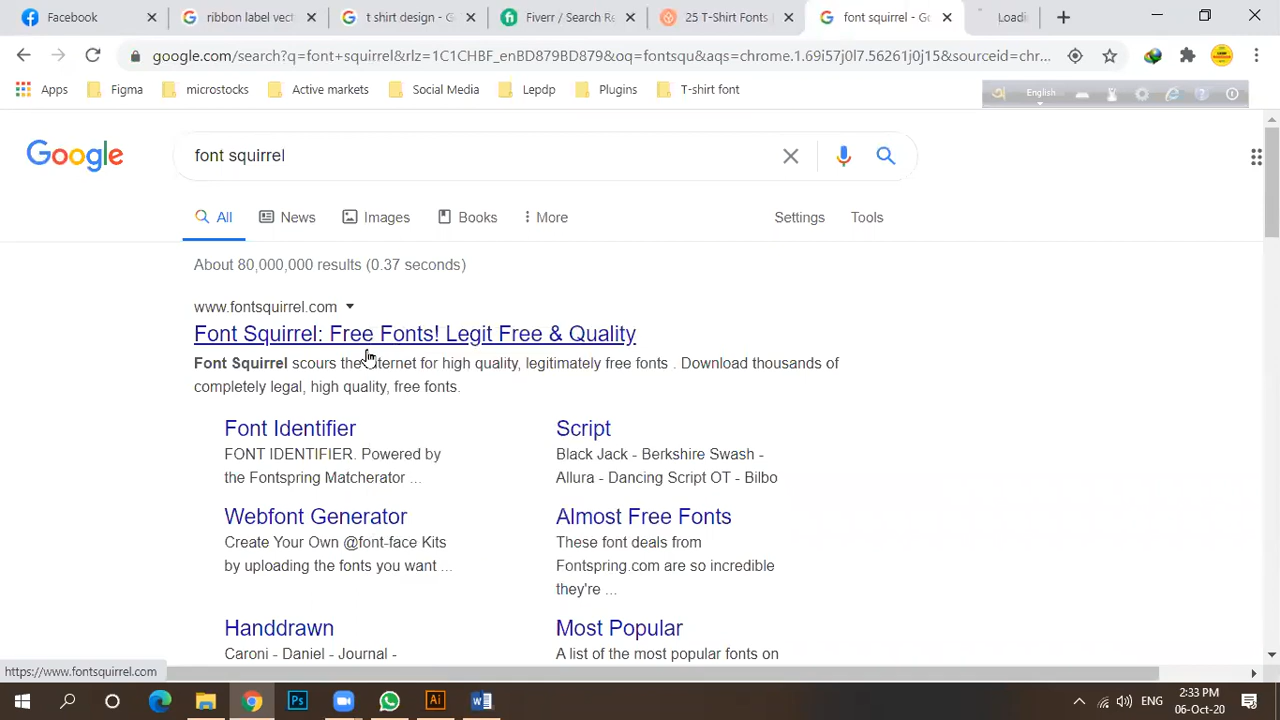 Facebook
ribbon label vect
t shirt design - G
Fiverr / Search Re
25 T-Shirt Fonts
font squirrel - Go
Loadi
google.com/search?q=font+squirrel&rlz=1C1CHBF_enBD879BD879&oq=fontsqu&aqs=chrome.1.69i57j0l7.56261j0j15&sourceid=chr...
Apps
Figma
microstocks
Active markets
Social Media
Lepdp
Plugins
T-shirt font
English
Google
font squirrel
All
News
Images
Books
More
Settings
Tools
About 80,000,000 results (0.37 seconds)
www.fontsquirrel.com
Font Squirrel: Free Fonts! Legit Free & Quality
Font Squirrel scours the internet for high quality, legitimately free fonts . Download thousands of
completely legal, high quality, free fonts.
Font Identifier
FONT IDENTIFIER. Powered by
the Fontspring Matcherator ...
Script
Black Jack - Berkshire Swash -
Allura - Dancing Script OT - Bilbo
Webfont Generator
Create Your Own @font-face Kits
by uploading the fonts you want ...
Almost Free Fonts
These font deals from
Fontspring.com are so incredible
they're ...
Handdrawn
Caroni - Daniel - Journal -
Most Popular
A list of the most popular fonts on
https://www.fontsquirrel.com
Ps
Ai
ENG
2:33 PM
06-Oct-20